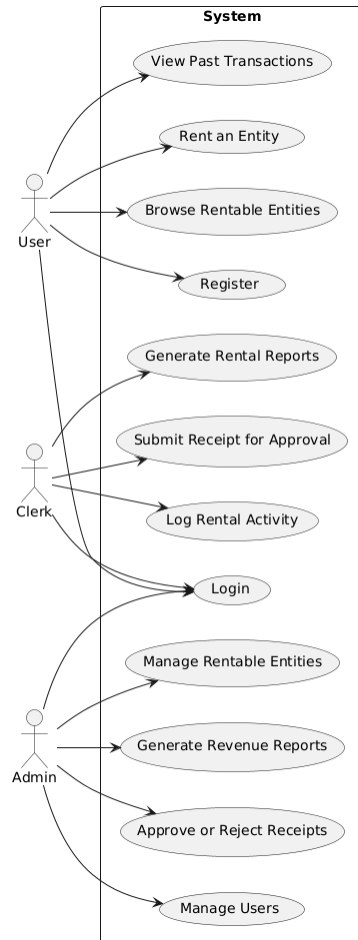 System
View Past Transactions
Rent an Entity
Browse Rentable Entities
User
Register
Generate Rental Reports
Submit Receipt for Approval
Clerk
Log Rental Activity
Login
Manage Rentable Entities
Generate Revenue Reports
Admin
Approve or Reject Receipts
Manage Users